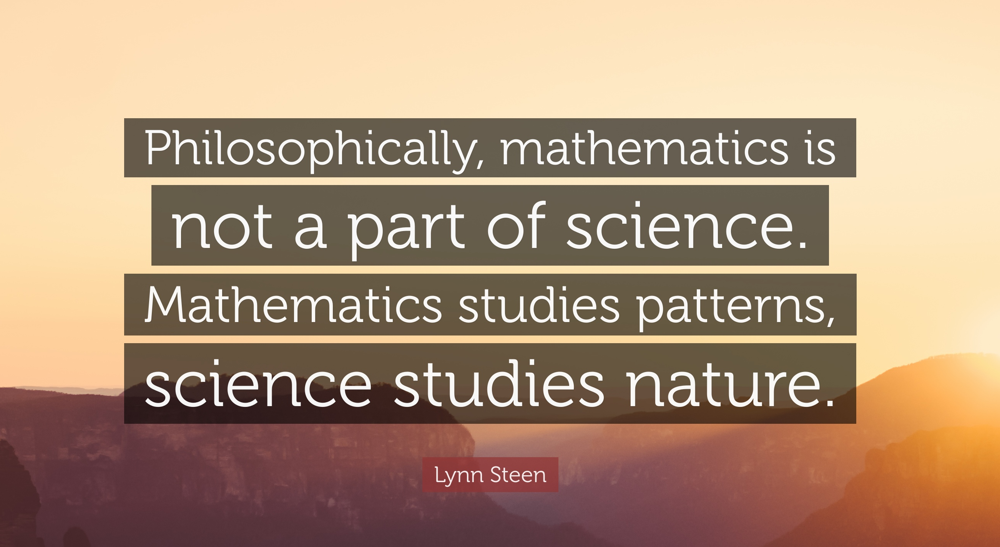 Philosophically, mathematics is
not a part of science.
Mathematics studies patterns,
science studies nature.
Lynn Steen